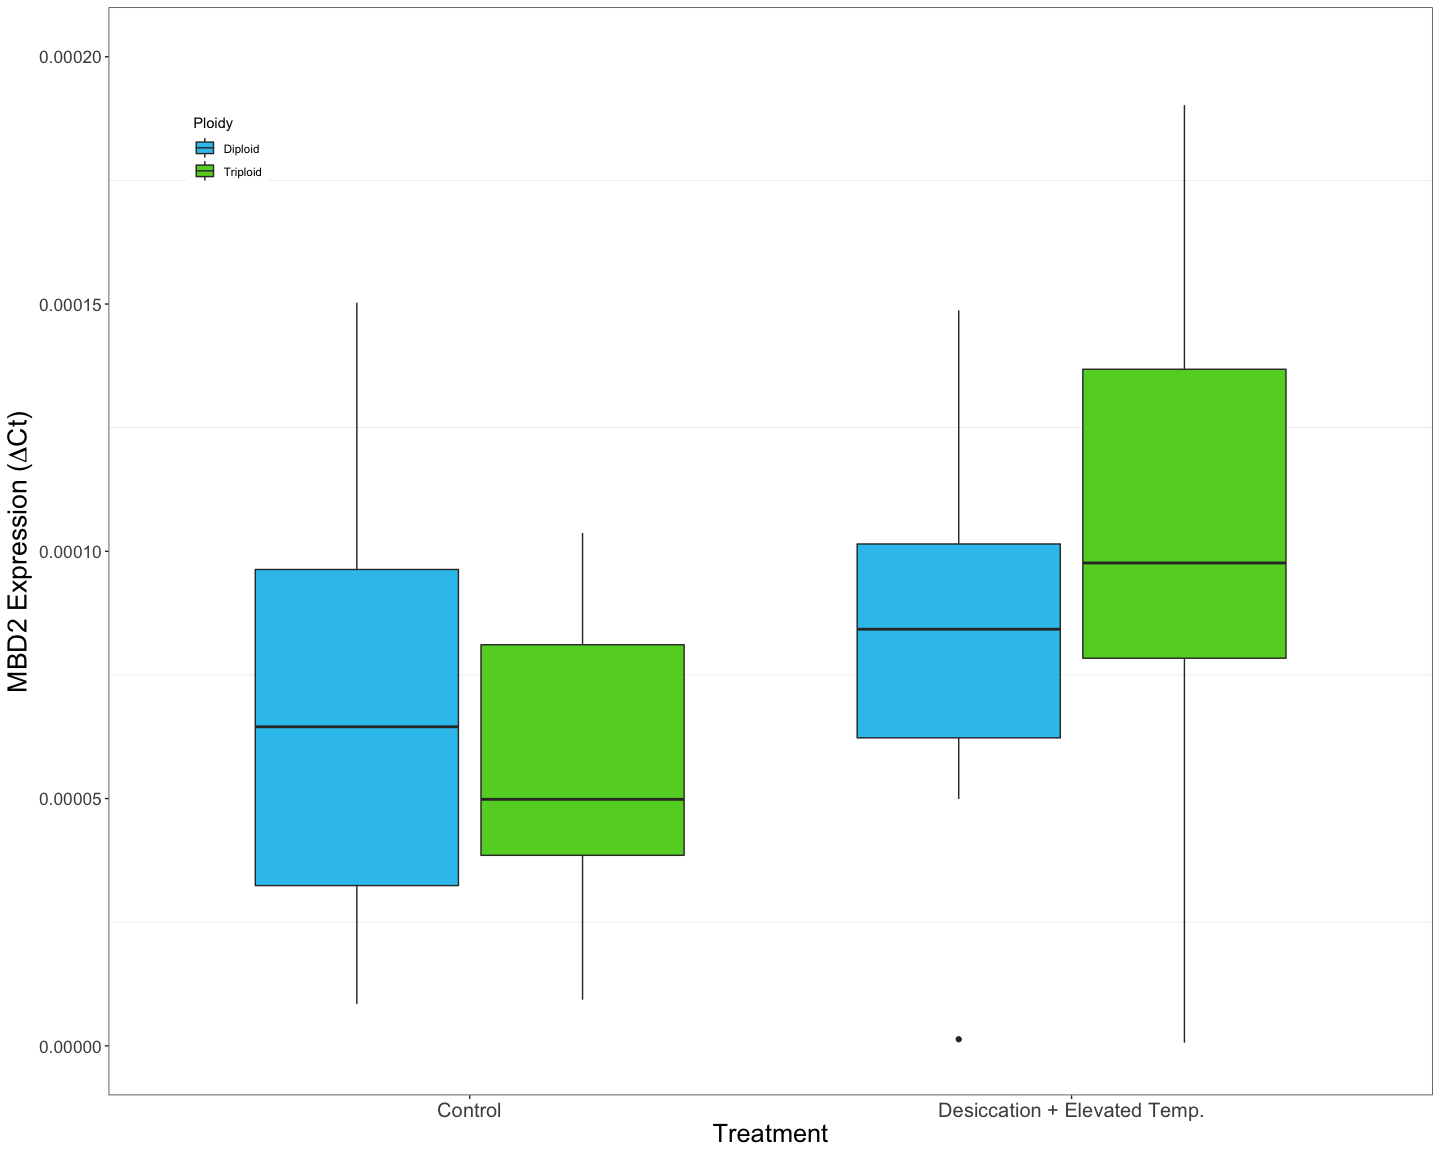 0.00020
0.00015
0.00010
0.00005
0.00000
MBD2 Expression (ΔCt)
Ploidy
Diploid
Triploid
Control
Desiccation + Elevated Temp.
Treatment